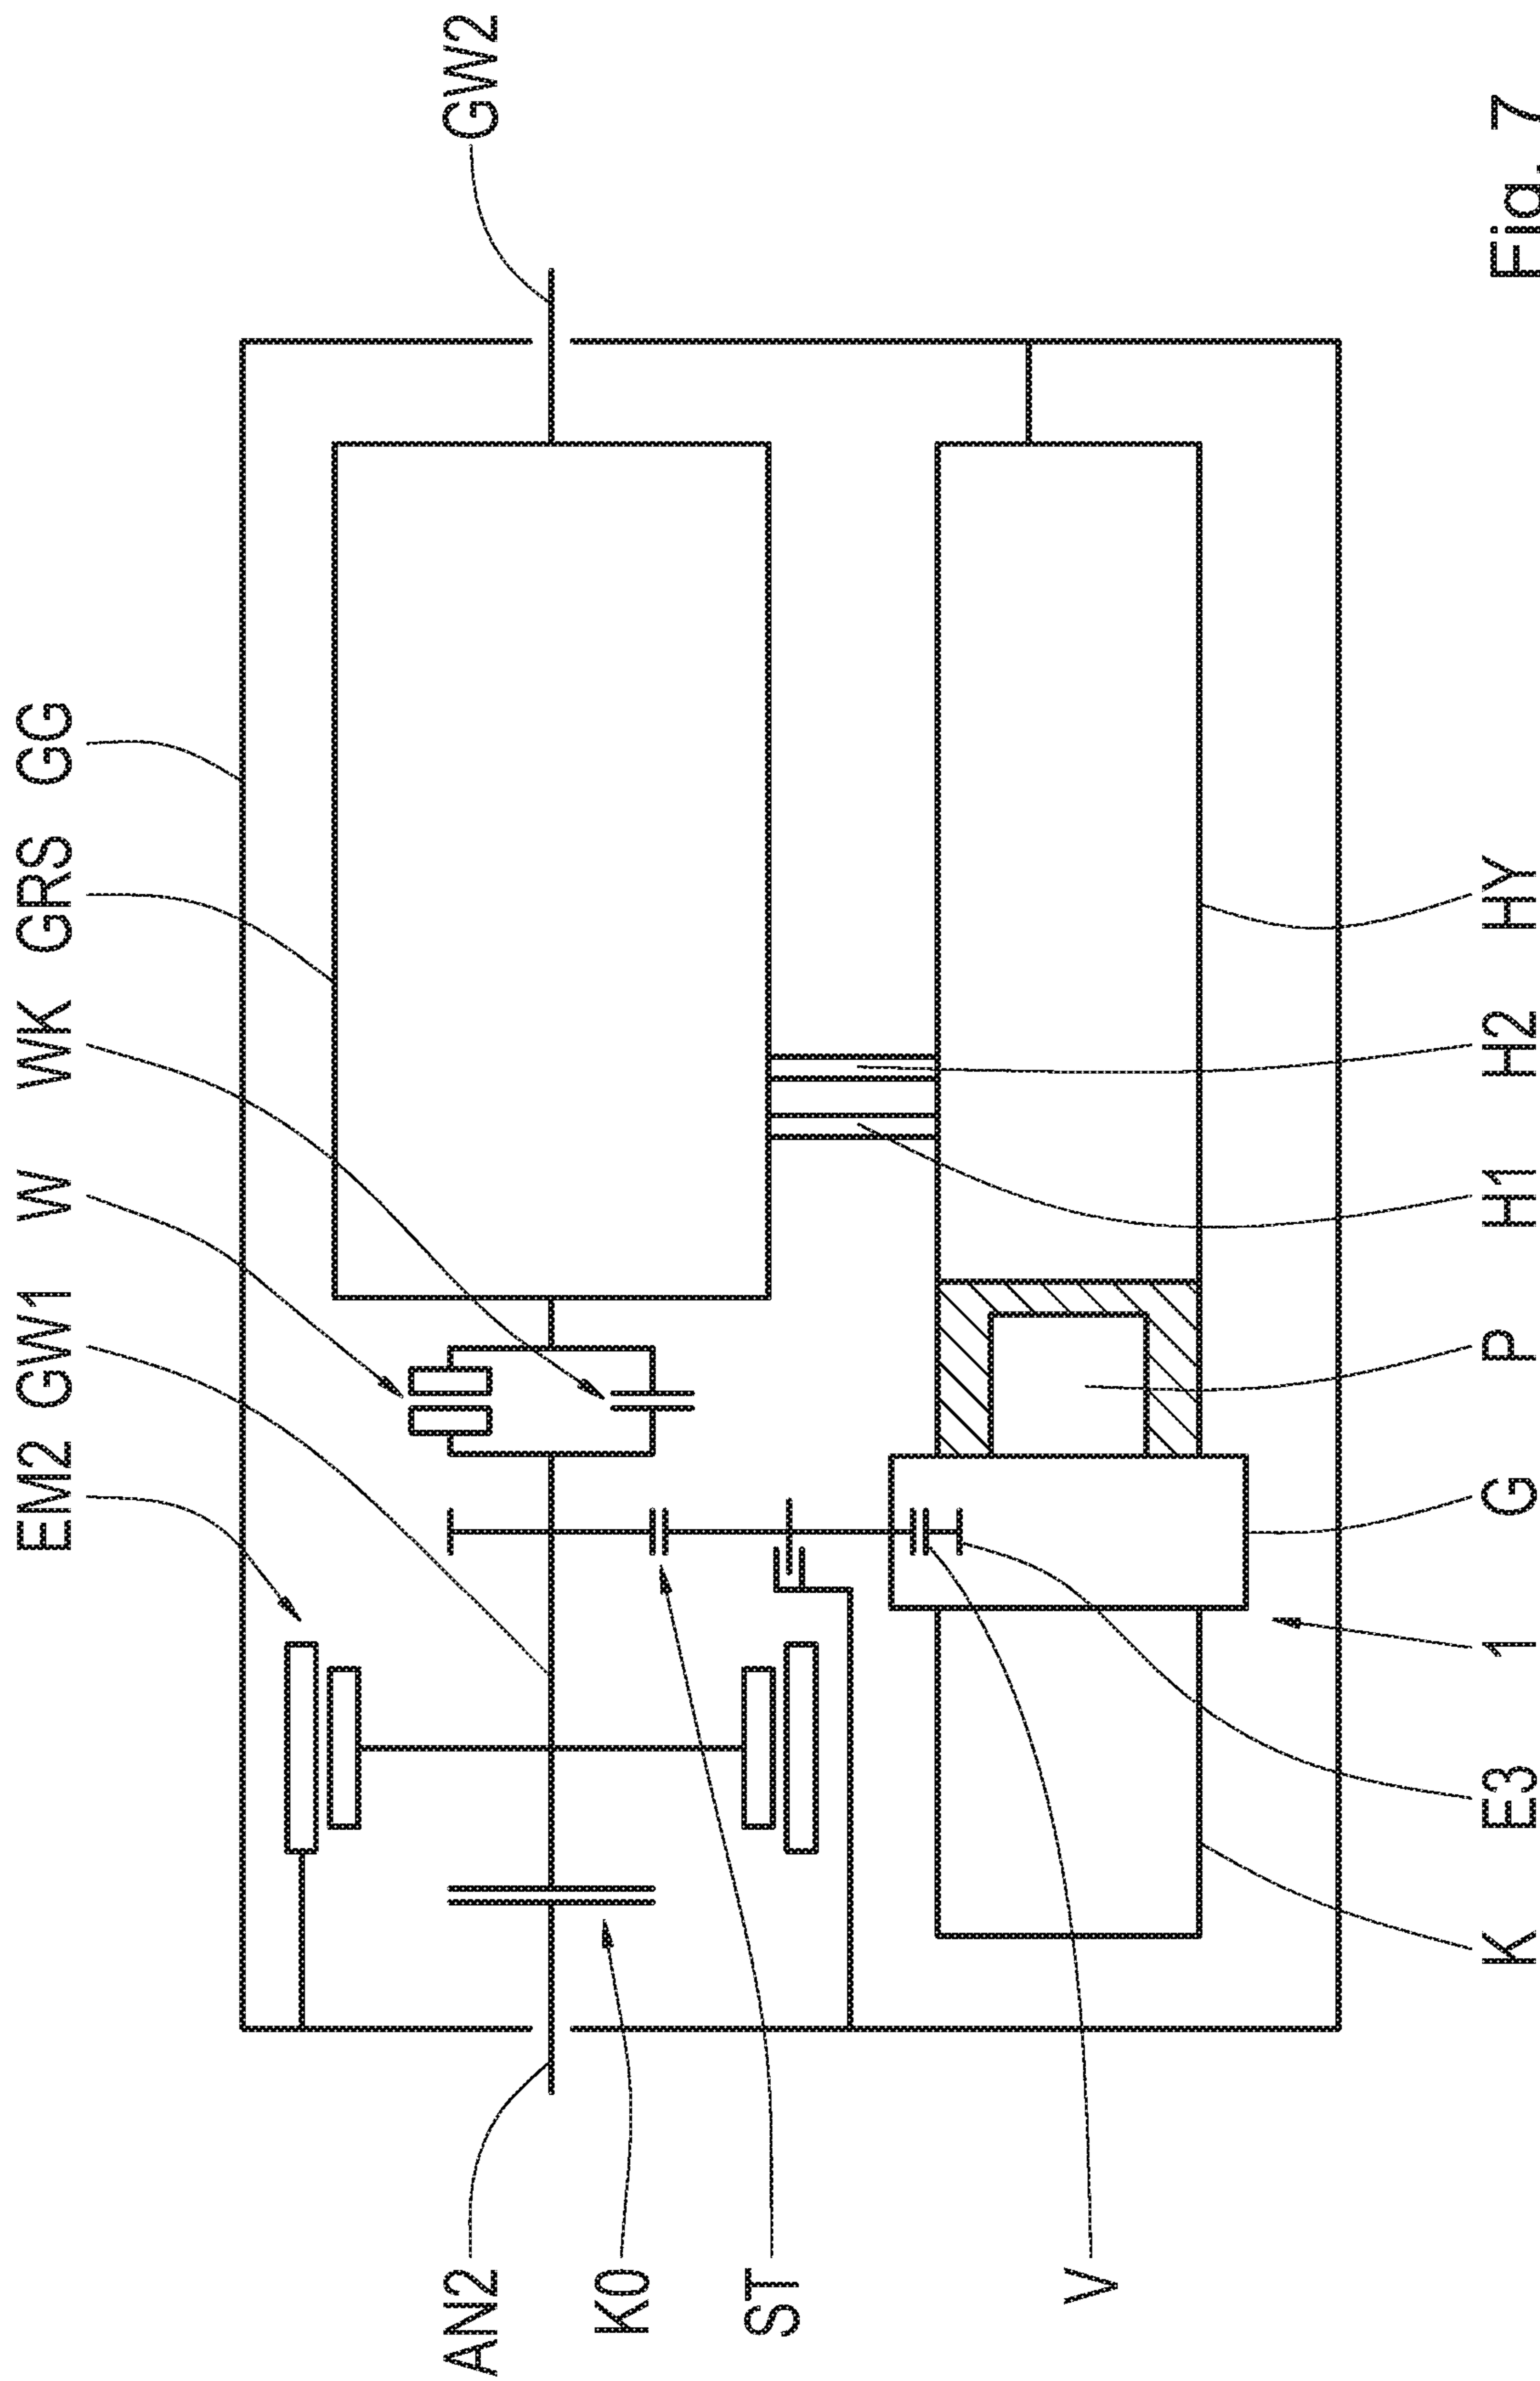 EM2 GW1 W WK GRS GG
GW2
AN2
K0
ST
V
K E3 1 G P H1 H2 HY
Fig. 7